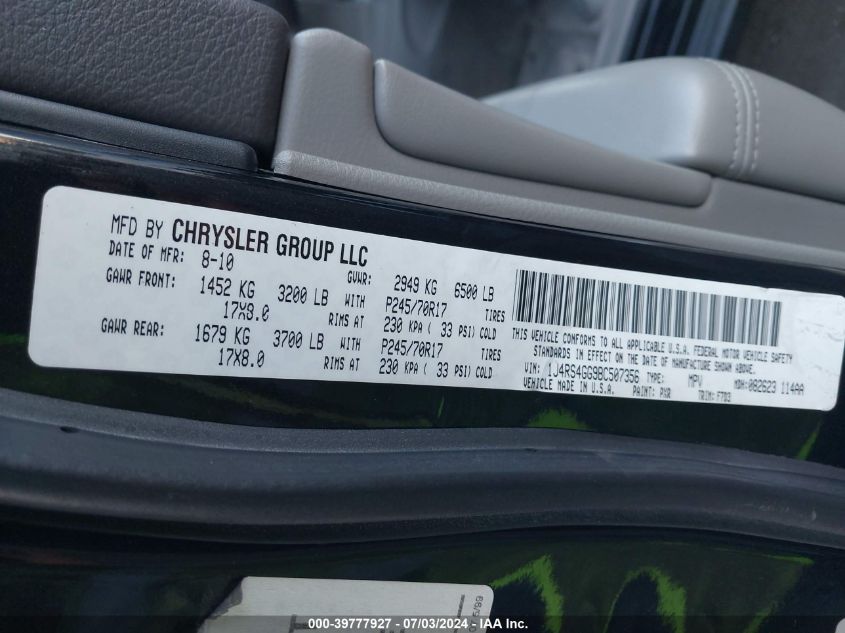 MFD BY CHRYSLER GROUP LLC
DATE OF MFR: 8-10 GVWR: 2949 KG 6500 LB
GAWR FRONT: 1452 KG 3200 LB WITH P245/70R17 TIRES
17X8.0 RIMS AT 230 KPA ( 33 PSI) COLD
GAWR REAR: 1679 KG 3700 LB WITH P245/70R17 TIRES
17X8.0 RIMS AT 230 KPA ( 33 PSI) COLD
THIS VEHICLE CONFORMS TO ALL APPLICABLE U.S.A. FEDERAL MOTOR VEHICLE SAFETY
STANDARDS IN EFFECT ON THE DATE OF MANUFACTURE SHOWN ABOVE.
VIN: 1J4RS4GG9BC507356 TYPE: MPV MDH: 082623 114AA
VEHICLE MADE IN U.S.A. PAINT: PXR TRIM: F7D3
000-39777927 / 07/03/2024 - IAA Inc.